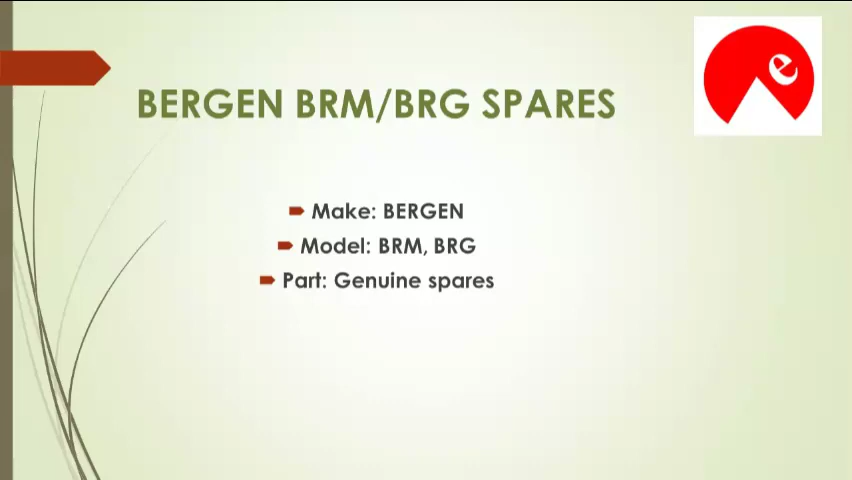 BERGEN BRM/BRG SPARES
e
Make: BERGEN
Model: BRM, BRG
Part: Genuine spares